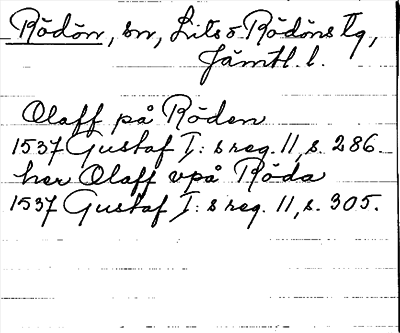 Rödön, sn, Lits o Rödöns tg,
Jämtl. l.
Olaff på Röden
1537 Gustaf I: s reg. 11, s. 286.
her Olaff vpå Röda
1537 Gustaf I: s reg. 11, s. 305.